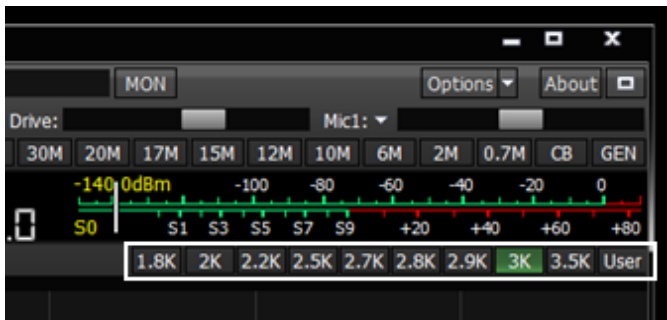 MON Options About
Drive: Mic1:
30M 20M 17M 15M 12M 10M 6M 2M 0.7M CB GEN
-140.0dBm -100 -80 -60 -40 -20 0
.0 S0 S1 S3 S5 S7 S9 +20 +40 +60 +80
1.8K 2K 2.2K 2.5K 2.7K 2.8K 2.9K 3K 3.5K User